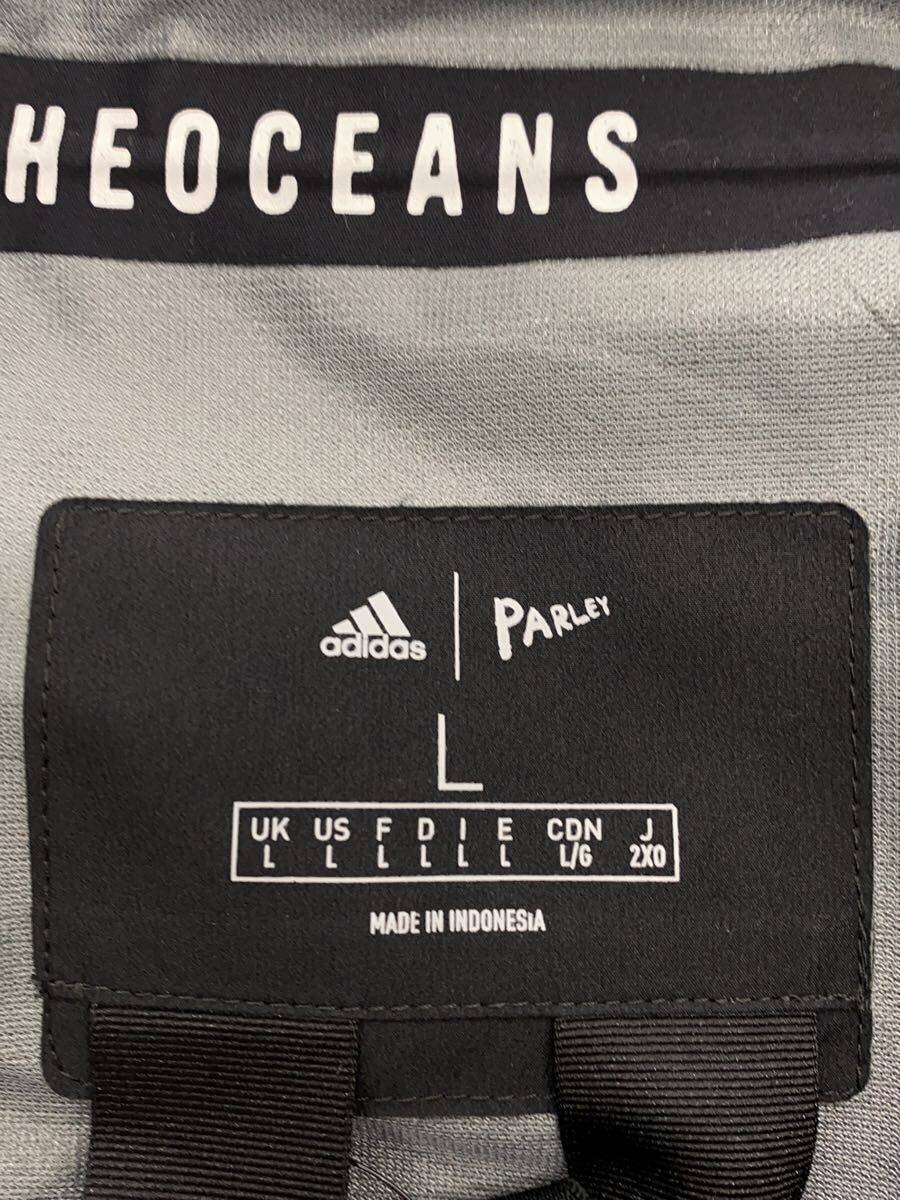 HEOCEANS
adidas
PARLEY
L
UK US F D I E CDN J
L L L L L L L/G 2XO
MADE IN INDONESIA